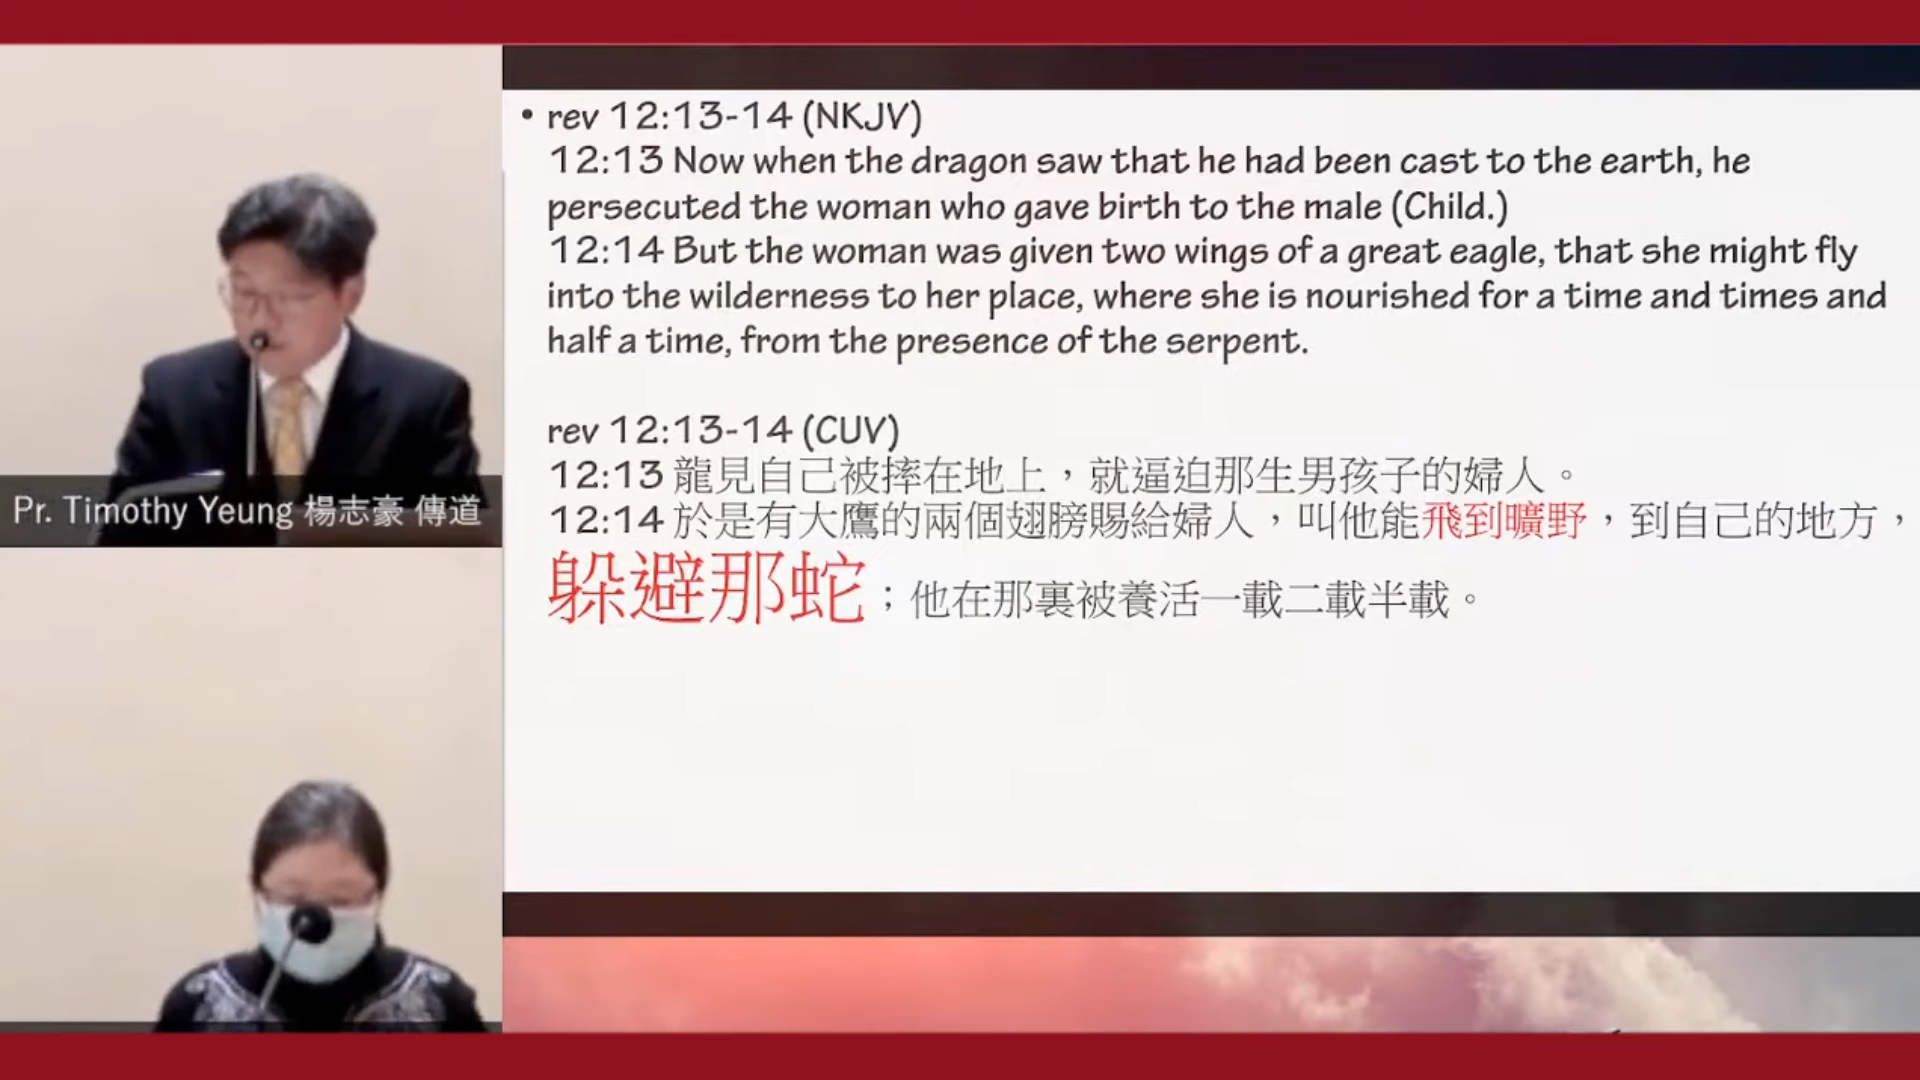 • rev 12:13-14 (NKJV)
12:13 Now when the dragon saw that he had been cast to the earth, he
persecuted the woman who gave birth to the male (Child.)
12:14 But the woman was given two wings of a great eagle, that she might fly
into the wilderness to her place, where she is nourished for a time and times and
half a time, from the presence of the serpent.
rev 12:13-14 (CUV)
12:13 龍見自己被摔在地上，就逼迫那生男孩子的婦人。
12:14 於是有大鷹的兩個翅膀賜給婦人，叫他能飛到曠野，到自己的地方，
躲避那蛇；他在那裏被養活一載二載半載。
Pr. Timothy Yeung 楊志豪 傳道